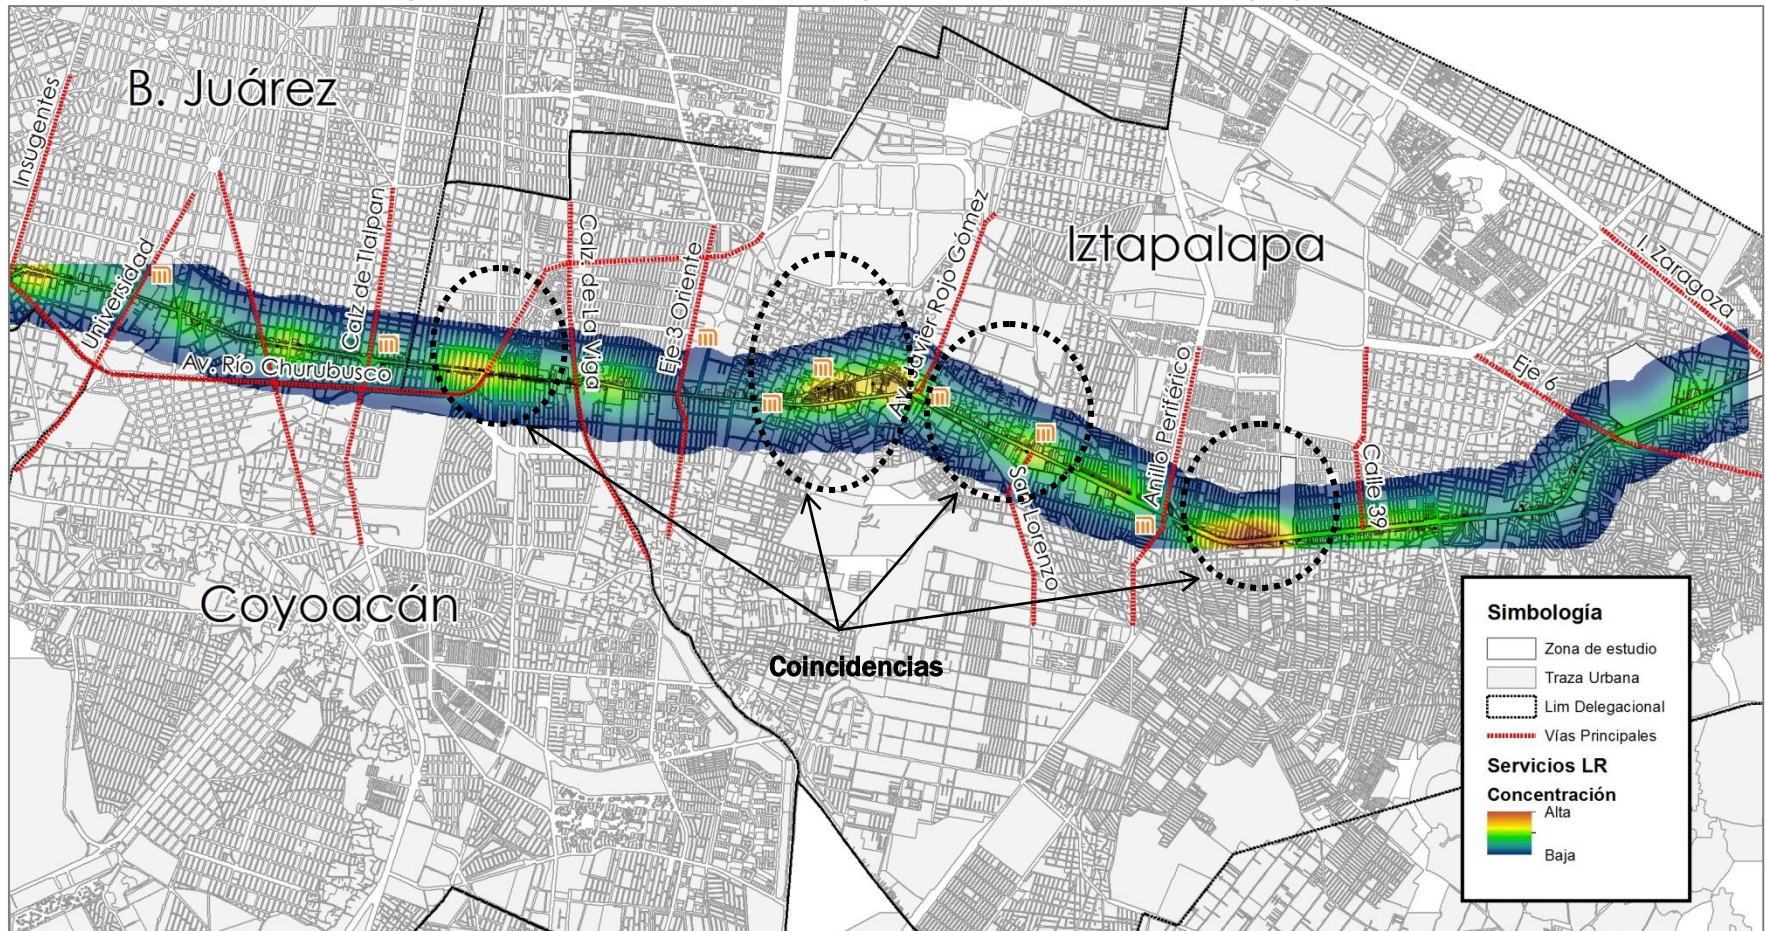 B. Juárez
Insugentes
Universidad
Calz de Tlalpan
Av. Río Churubusco
Calz. de La Viga
Eje 3 Oriente
Av. Javier Rojo Gómez
Iztapalapa
I. Zaragoza
Eje 6
Anillo Periférico
Calle 39
San Lorenzo
Coyoacán
Coincidencias
Simbología
Zona de estudio
Traza Urbana
Lim Delegacional
Vías Principales
Servicios LR
Concentración
Alta
Baja